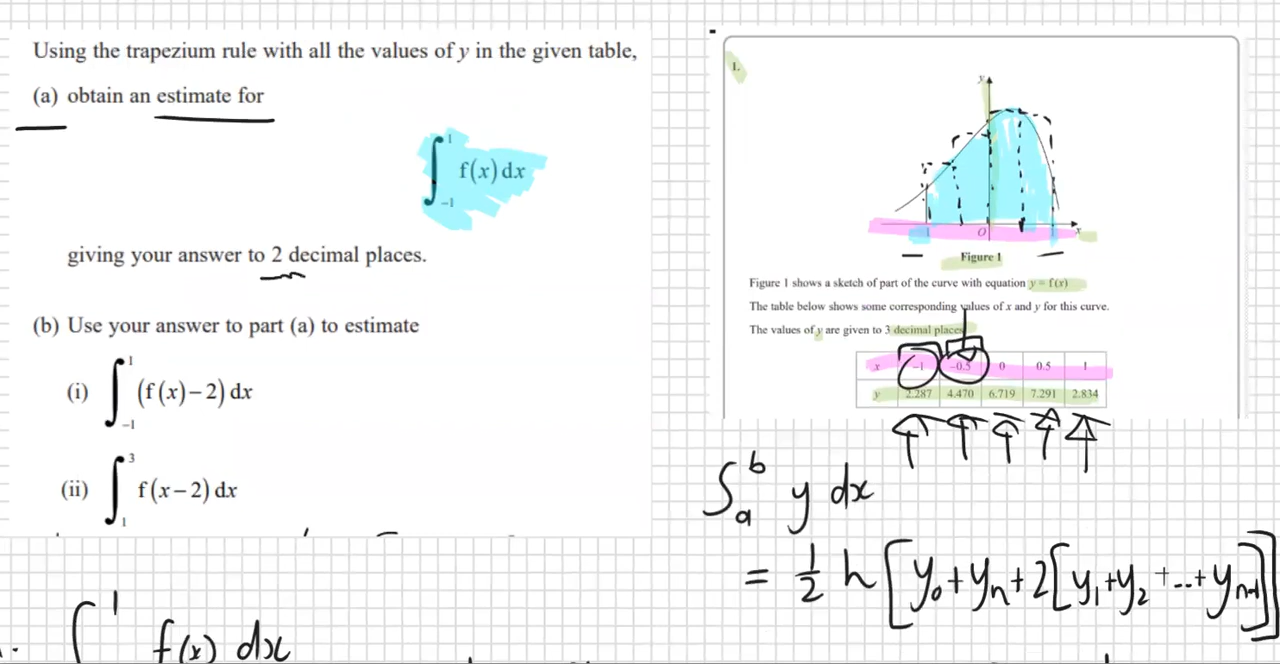 Using the trapezium rule with all the values of y in the given table,
(a) obtain an estimate for
∫₋₁¹ f(x) dx
giving your answer to 2 decimal places.
(b) Use your answer to part (a) to estimate
(i) ∫₋₁¹ (f(x) − 2) dx
(ii) ∫₁³ f(x − 2) dx
∫¹ f(x) dx
1.
y
-1 O 1 x
Figure 1
Figure 1 shows a sketch of part of the curve with equation y = f(x)
The table below shows some corresponding values of x and y for this curve.
The values of y are given to 3 decimal places
x -1 -0.5 0 0.5 1
y 2.287 4.470 6.719 7.291 2.834
∫ₐᵇ y dx
= ½ h [y₀ + yₙ + 2[y₁ + y₂ + ... + yₙ₋₁]]